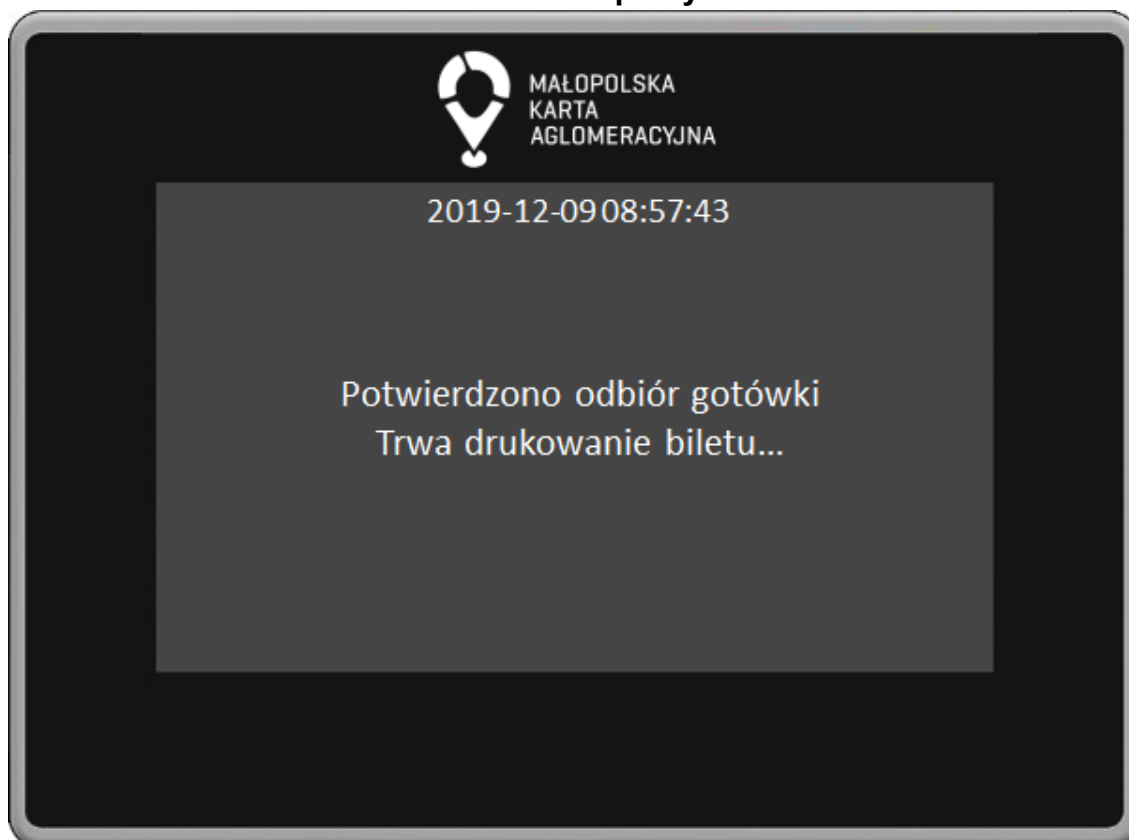 MAŁOPOLSKA
KARTA
AGLOMERACYJNA
2019-12-09 08:57:43
Potwierdzono odbiór gotówki
Trwa drukowanie biletu...